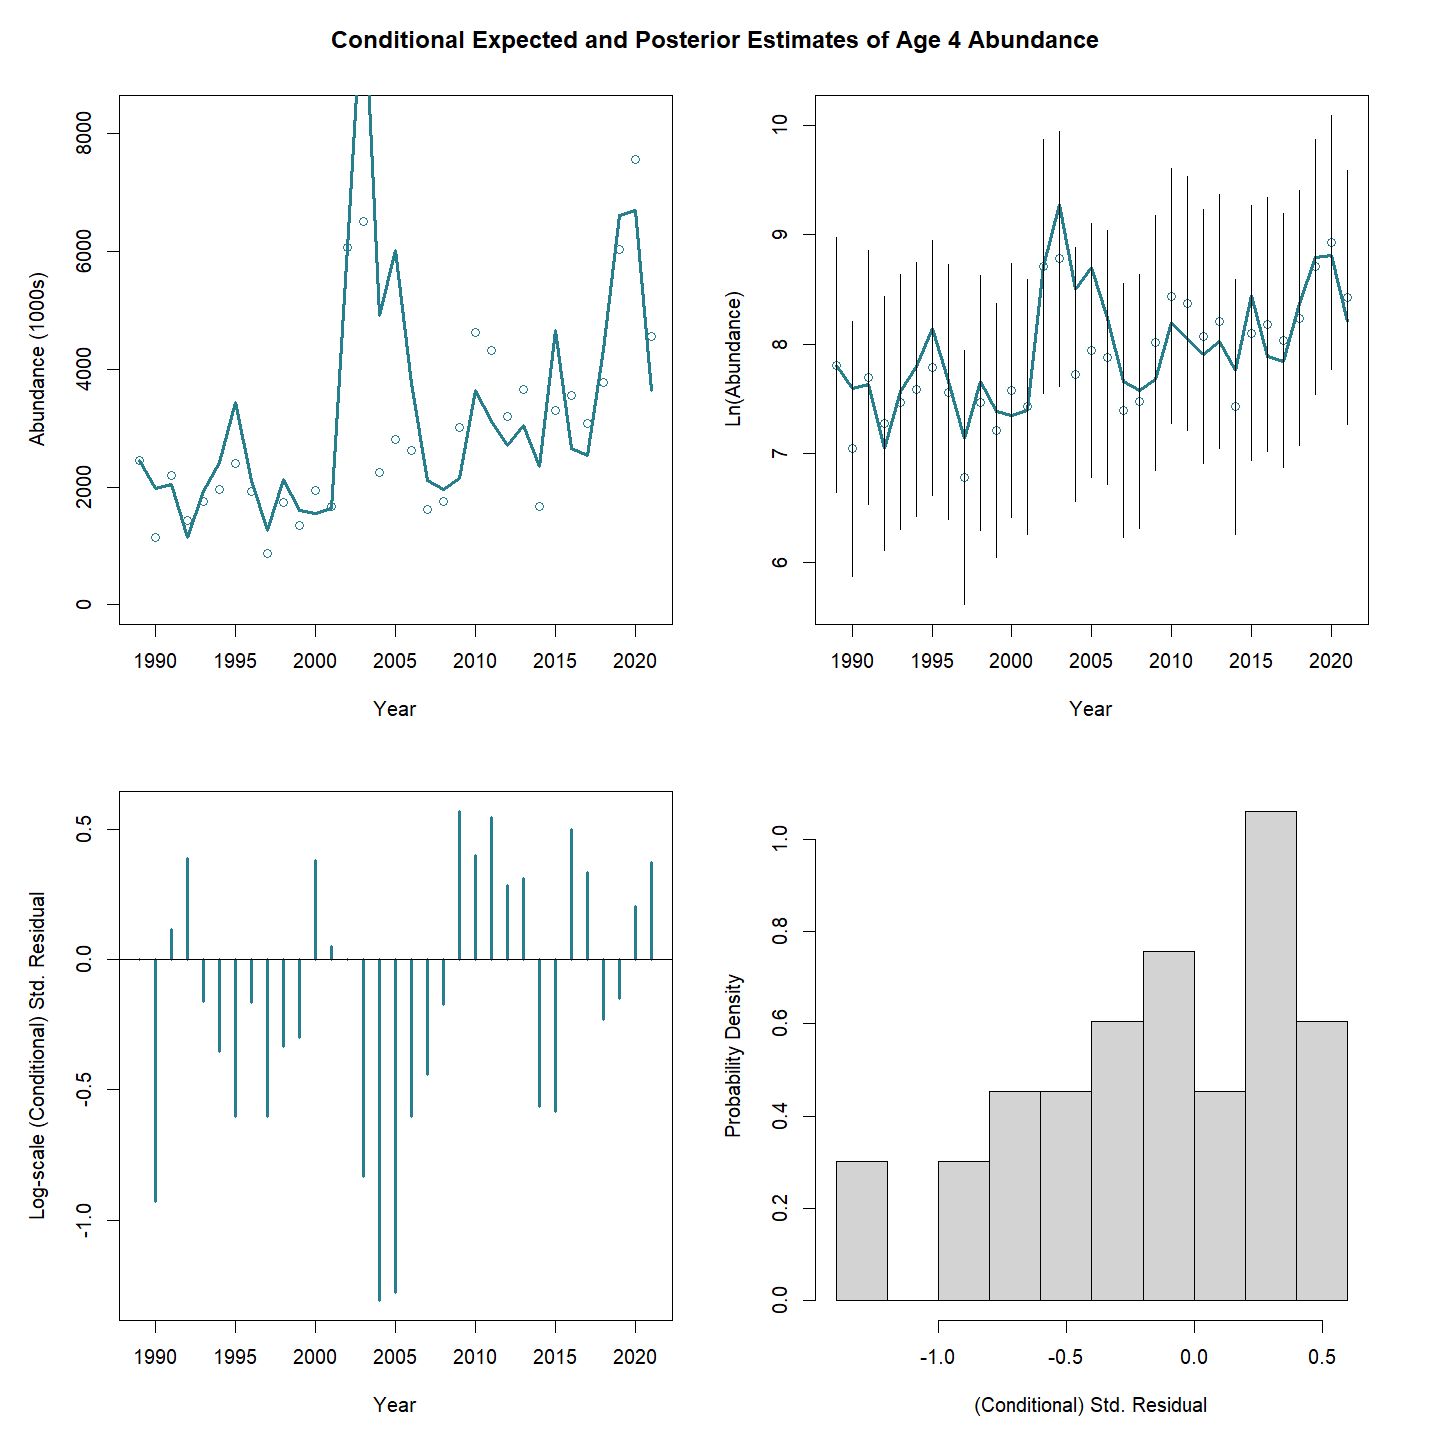 Conditional Expected and Posterior Estimates of Age 4 Abundance
Abundance (1000s)
8000
6000
4000
2000
0
1990 1995 2000 2005 2010 2015 2020
Year
Ln(Abundance)
10
9
8
7
6
1990 1995 2000 2005 2010 2015 2020
Year
Log-scale (Conditional) Std. Residual
0.5
0.0
-0.5
-1.0
1990 1995 2000 2005 2010 2015 2020
Year
Probability Density
1.0
0.8
0.6
0.4
0.2
0.0
-1.0 -0.5 0.0 0.5
(Conditional) Std. Residual